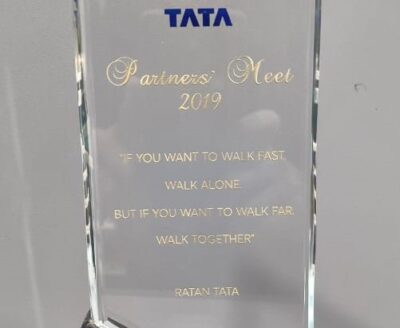 TATA
Partners' Meet
2019
"IF YOU WANT TO WALK FAST
WALK ALONE.
BUT IF YOU WANT TO WALK FAR.
WALK TOGETHER"
RATAN TATA